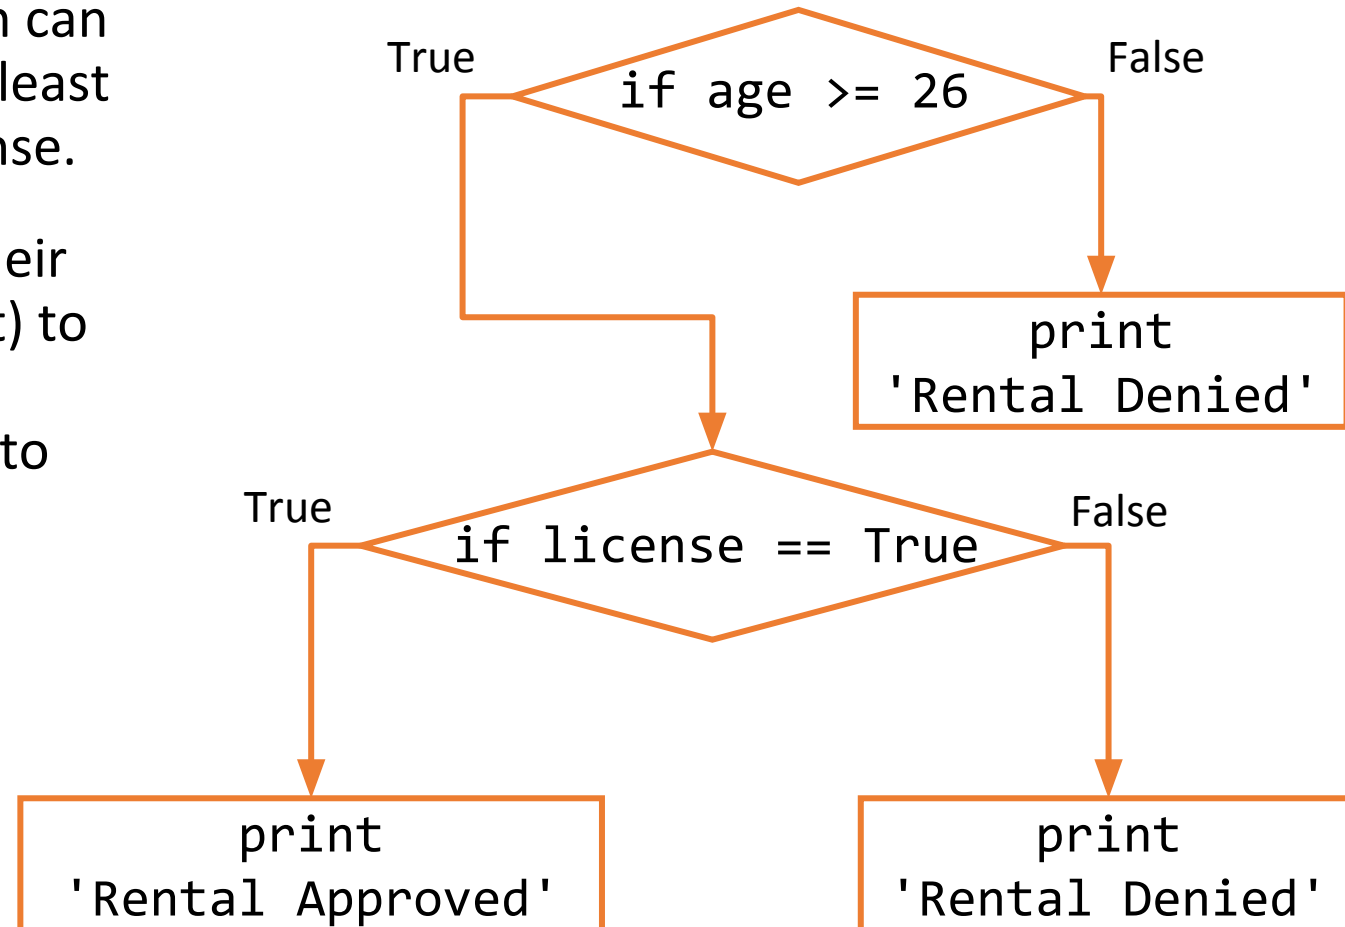 can
least
nse.
eir
t) to
to
True
if age >= 26
False
print
'Rental Denied'
True
if license == True
False
print
'Rental Approved'
print
'Rental Denied'